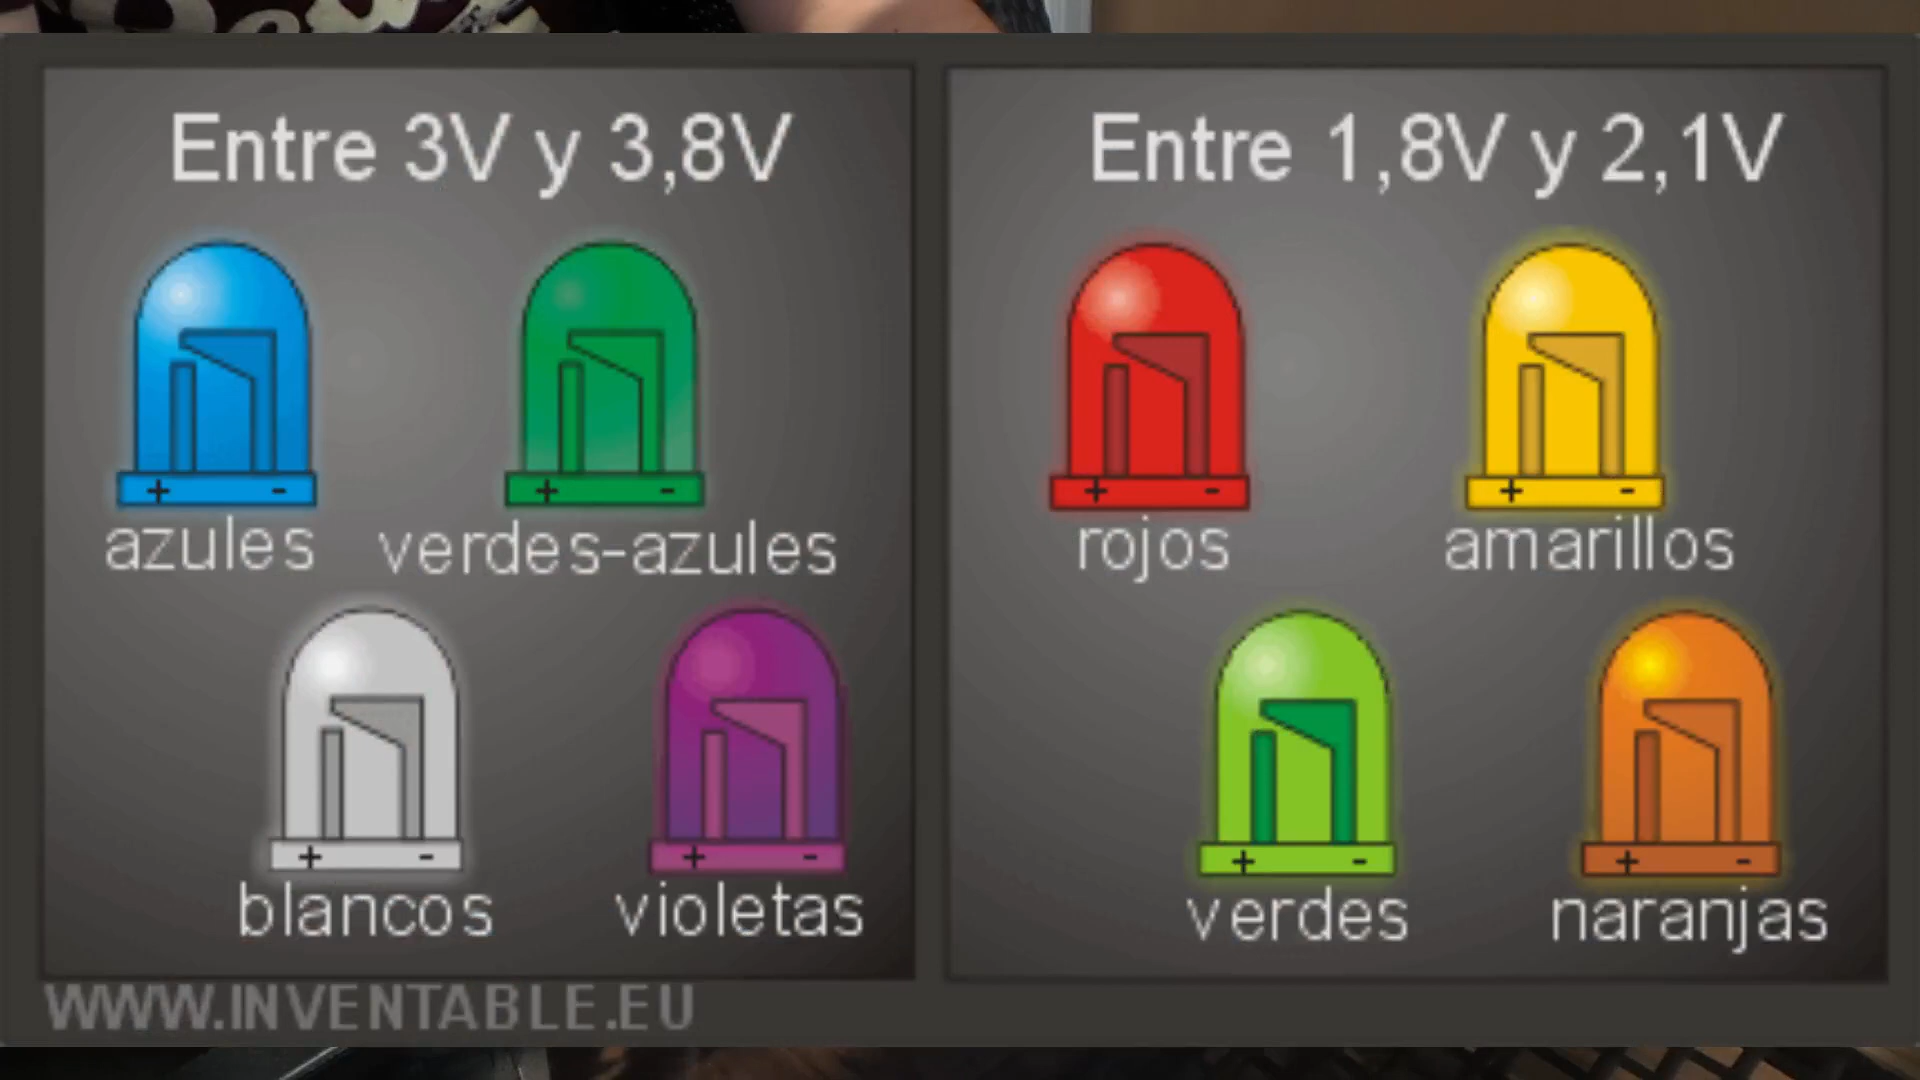 Entre 3V y 3,8V
azules
verdes-azules
blancos
violetas
Entre 1,8V y 2,1V
rojos
amarillos
verdes
naranjas
WWW.INVENTABLE.EU